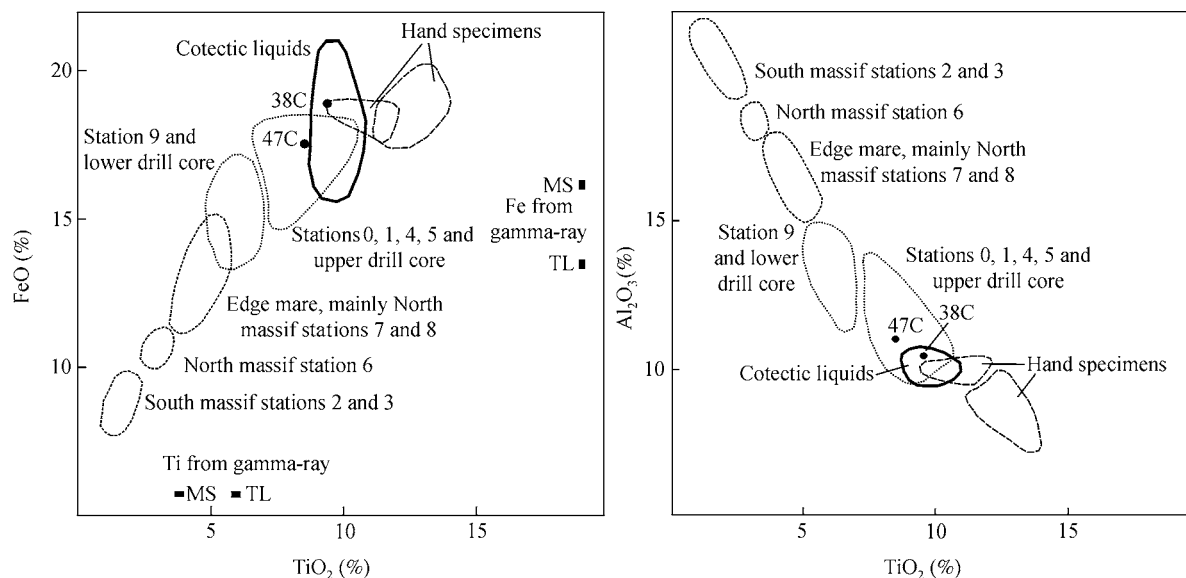 Hand specimens
Cotectic liquids
20
38C
47C
Station 9 and
lower drill core
MS
Fe from
gamma-ray
TL
15
Stations 0, 1, 4, 5 and
upper drill core
FeO (%)
Edge mare, mainly North
massif stations 7 and 8
10
North massif station 6
South massif stations 2 and 3
Ti from gamma-ray
MS TL
5 10 15
TiO₂ (%)
South massif stations 2 and 3
North massif station 6
Edge mare, mainly North
massif stations 7 and 8
15
Station 9
and lower
drill core
Stations 0, 1, 4, 5 and
upper drill core
Al₂O₃(%)
47C 38C
10
Cotectic liquids
Hand specimens
5 10 15
TiO₂ (%)